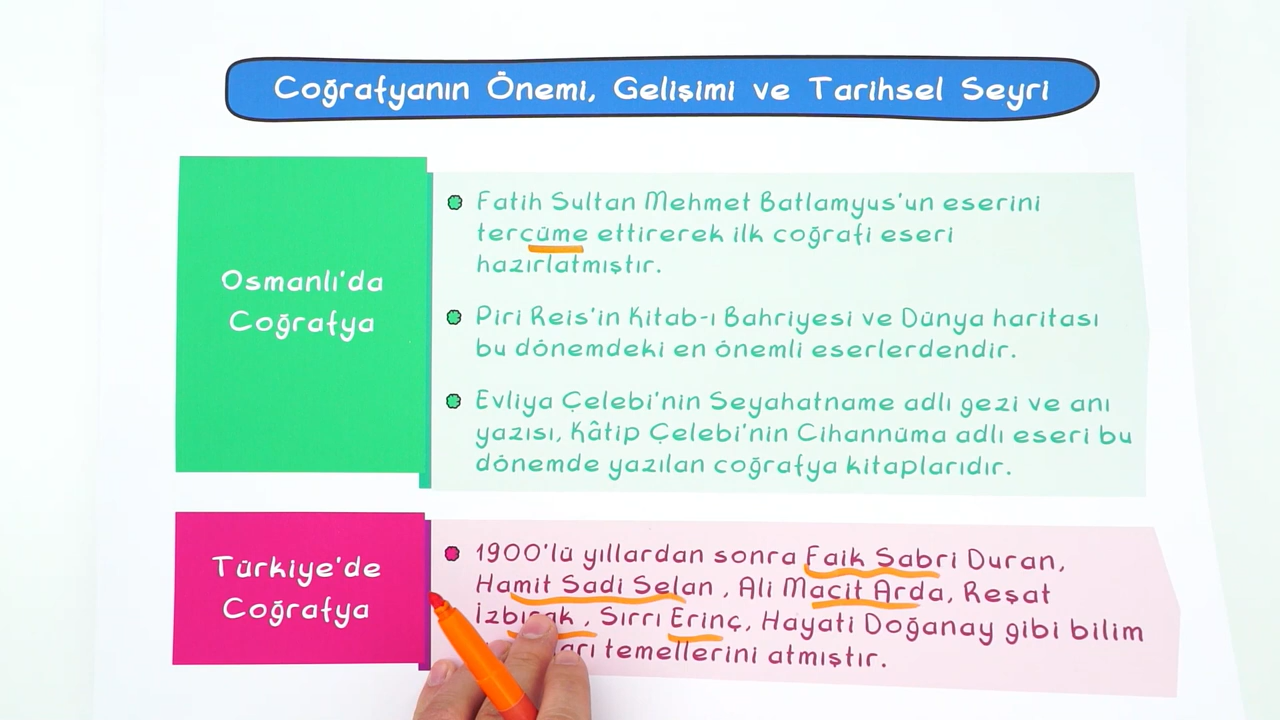 Coğrafyanın Önemi, Gelişimi ve Tarihsel Seyri
Osmanlı'da
Coğrafya
Fatih Sultan Mehmet Batlamyus'un eserini
tercüme ettirerek ilk coğrafi eseri
hazırlatmıştır.
Piri Reis'in Kitab-ı Bahriyesi ve Dünya haritası
bu dönemdeki en önemli eserlerdendir.
Evliya Çelebi'nin Seyahatname adlı gezi ve anı
yazısı, Kâtip Çelebi'nin Cihannüma adlı eseri bu
dönemde yazılan coğrafya kitaplarıdır.
Türkiye'de
Coğrafya
1900'lü yıllardan sonra Faik Sabri Duran,
Hamit Sadi Selan, Ali Macit Arda, Reşat
İzbırak, Sırrı Erinç, Hayati Doğanay gibi bilim
temellerini atmıştır.